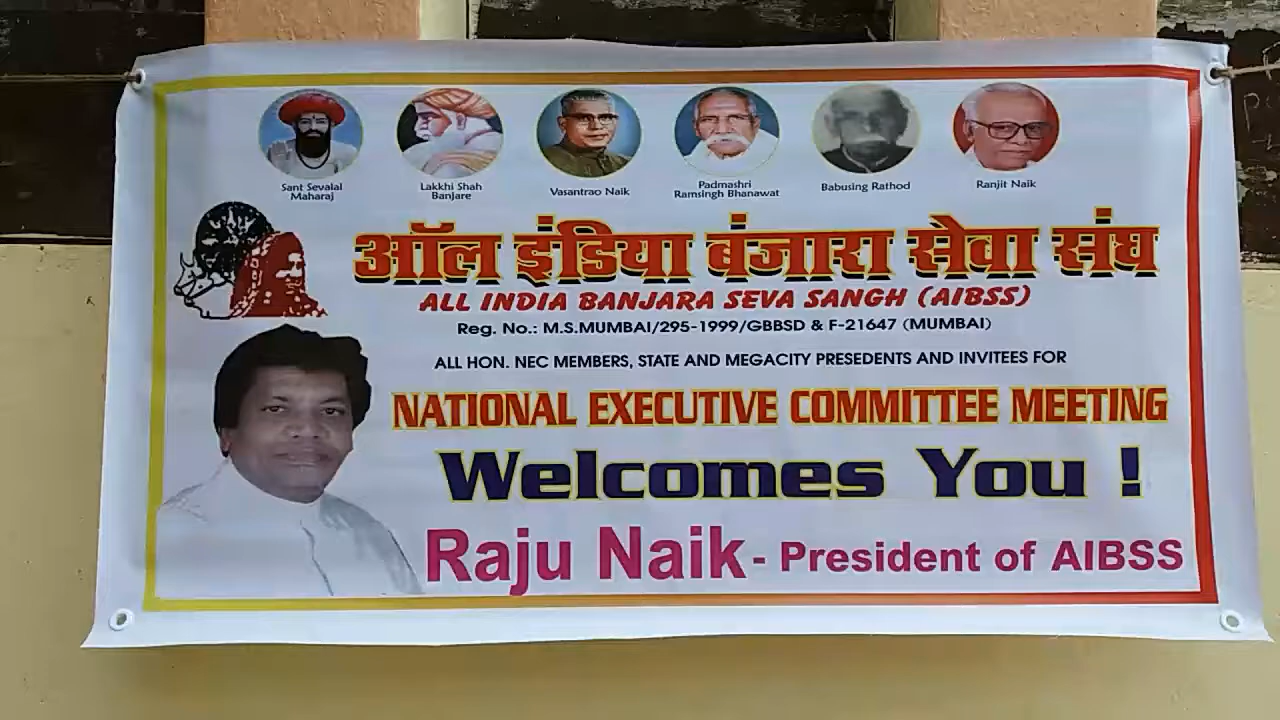 Sant Sevalal
Maharaj
Lakkhi Shah
Banjare
Vasantrao Naik
Padmashri
Ramsingh Bhanawat
Babusing Rathod
Ranjit Naik
ऑल इंडिया बंजारा सेवा संघ
ALL INDIA BANJARA SEVA SANGH (AIBSS)
Reg. No.: M.S.MUMBAI/295-1999/GBBSD & F-21647 (MUMBAI)
ALL HON. NEC MEMBERS, STATE AND MEGACITY PRESEDENTS AND INVITEES FOR
NATIONAL EXECUTIVE COMMITTEE MEETING
Welcomes You !
Raju Naik - President of AIBSS